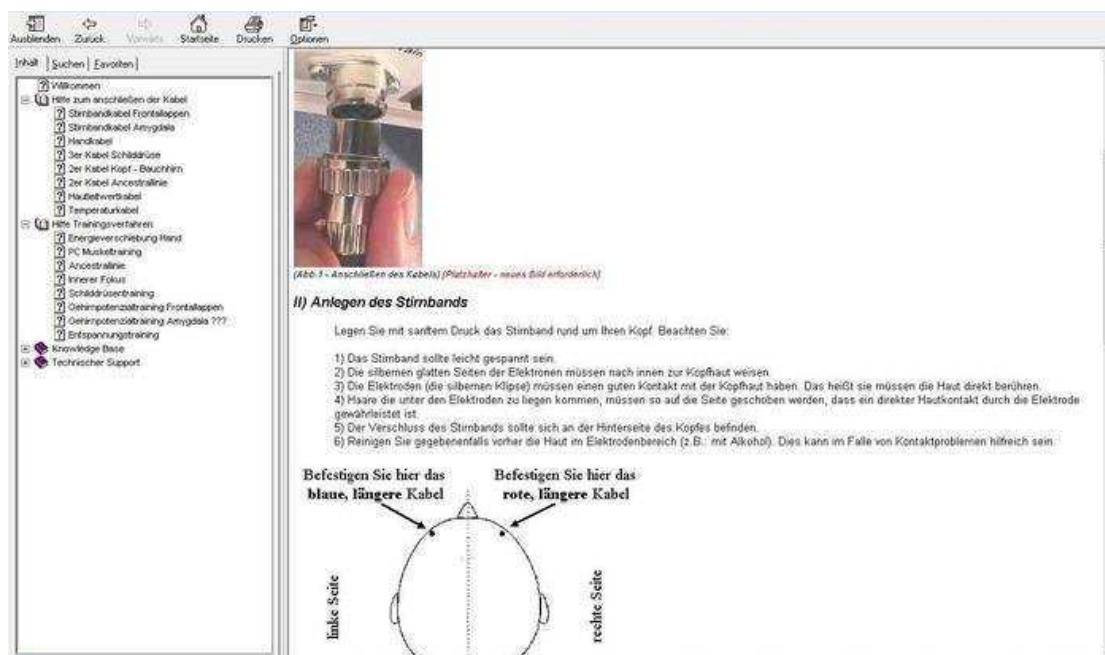 Ausblenden Zurück Vorwärts Startseite Drucken Optionen
Inhalt Suchen Favoriten
Willkommen
Hilfe zum anschließen der Kabel
Stirnbandkabel Frontallappen
Stirnbandkabel Amygdala
Handkabel
3er Kabel Schilddrüse
2er Kabel Kopf - Bauchhirn
2er Kabel Ancestrallinie
Hautleitwertkabel
Temperaturkabel
Hilfe Trainingsverfahren
Energieverschiebung Hand
PC Muskeltraining
Ancestrallinie
Innerer Fokus
Schilddrüsentraining
Gehirnpotenzialtraining Frontallappen
Gehirnpotenzialtraining Amygdala ???
Entspannungstraining
Knowledge Base
Technischer Support
(Abb.1 - Anschließen des Kabels) (Platzhalter - neues Bild erforderlich)
II) Anlegen des Stirnbands
Legen Sie mit sanftem Druck das Stirnband rund um Ihren Kopf. Beachten Sie:
1) Das Stirnband sollte leicht gespannt sein.
2) Die silbernen glatten Seiten der Elektronen müssen nach innen zur Kopfhaut weisen.
3) Die Elektroden (die silbernen Klipse) müssen einen guten Kontakt mit der Kopfhaut haben. Das heißt sie müssen die Haut direkt berühren.
4) Haare die unter den Elektroden zu liegen kommen, müssen so auf die Seite geschoben werden, dass ein direkter Hautkontakt durch die Elektrode
gewährleistet ist.
5) Der Verschluss des Stirnbands sollte sich an der Hinterseite des Kopfes befinden.
6) Reinigen Sie gegebenenfalls vorher die Haut im Elektrodenbereich (z.B.: mit Alkohol). Dies kann im Falle von Kontaktproblemen hilfreich sein.
Befestigen Sie hier das
blaue, längere Kabel
Befestigen Sie hier das
rote, längere Kabel
linke Seite
rechte Seite